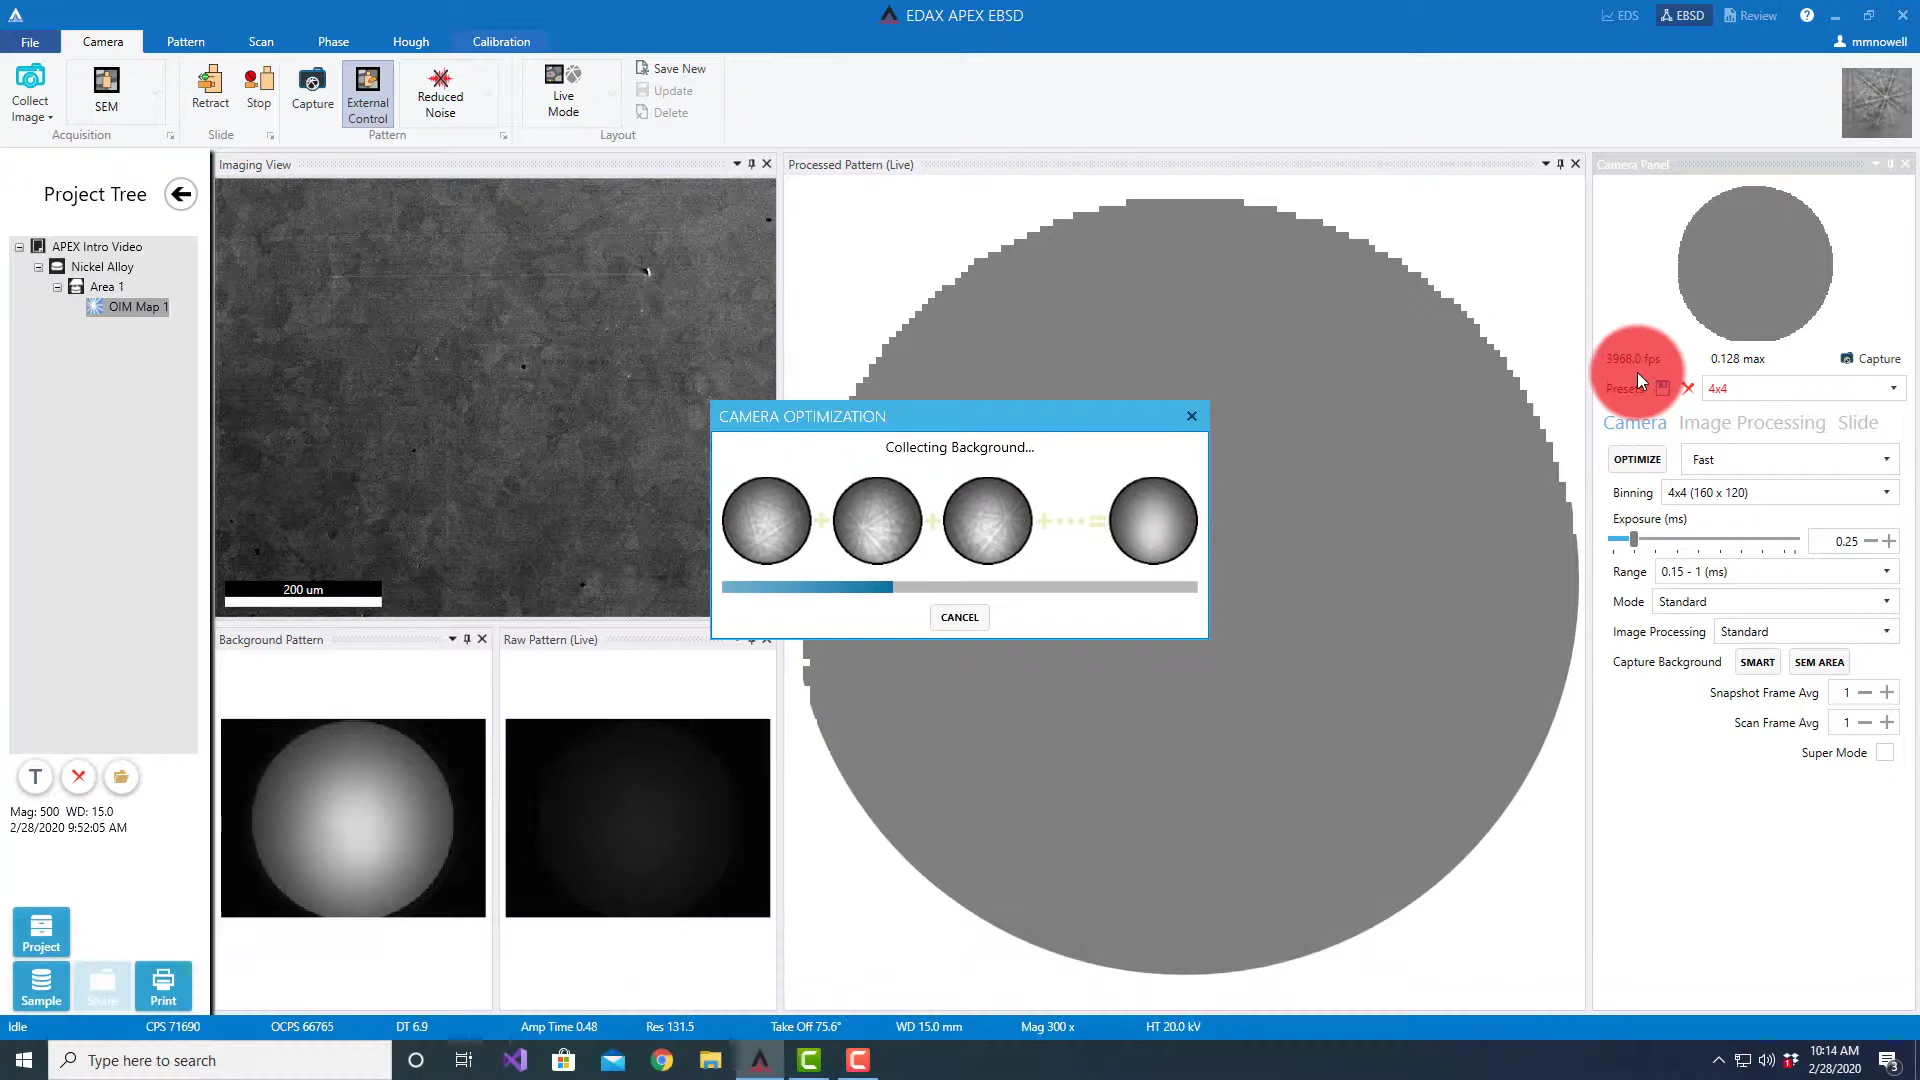 EDAX APEX EBSD
EDS
EBSD
Review
File
Camera
Pattern
Scan
Phase
Hough
Calibration
mmnowell
Collect
Image
SEM
Acquisition
Retract
Stop
Slide
Capture
External
Control
Reduced
Noise
Pattern
Live
Mode
Save New
Update
Delete
Layout
Project Tree
APEX Intro Video
Nickel Alloy
Area 1
OIM Map 1
T
Mag: 500 WD: 15.0
2/28/2020 9:52:05 AM
Project
Sample
Share
Print
Imaging View
200 um
Background Pattern
Raw Pattern (Live)
Processed Pattern (Live)
CAMERA OPTIMIZATION
Collecting Background...
CANCEL
Camera Panel
3968.0 fps
0.128 max
Capture
Presets
4x4
Camera
Image Processing
Slide
OPTIMIZE
Fast
Binning
4x4 (160 x 120)
Exposure (ms)
0.25
Range
0.15 - 1 (ms)
Mode
Standard
Image Processing
Standard
Capture Background
SMART
SEM AREA
Snapshot Frame Avg
1
Scan Frame Avg
1
Super Mode
Idle
CPS 71690
OCPS 66765
DT 6.9
Amp Time 0.48
Res 131.5
Take Off 75.6°
WD 15.0 mm
Mag 300 x
HT 20.0 kV
Type here to search
10:14 AM
2/28/2020
3